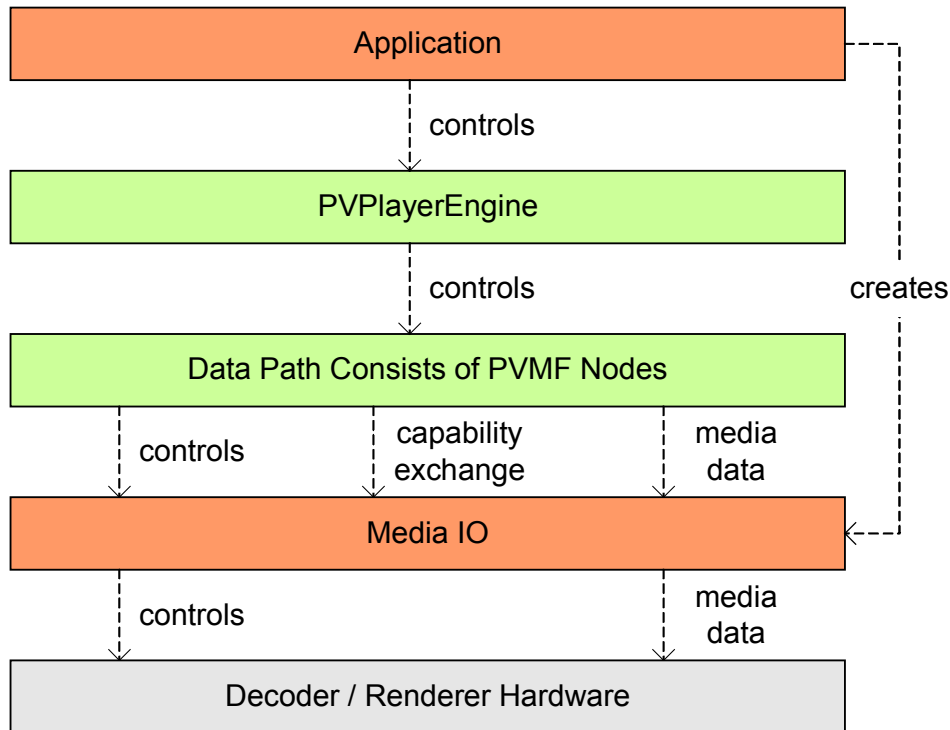 Application
controls
PVPlayerEngine
controls
creates
Data Path Consists of PVMF Nodes
controls
capability
exchange
media
data
Media IO
controls
media
data
Decoder / Renderer Hardware